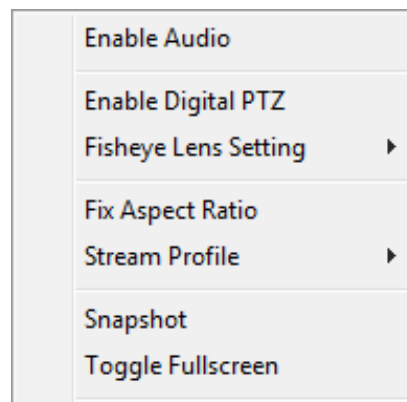 Enable Audio
Enable Digital PTZ
Fisheye Lens Setting
Fix Aspect Ratio
Stream Profile
Snapshot
Toggle Fullscreen